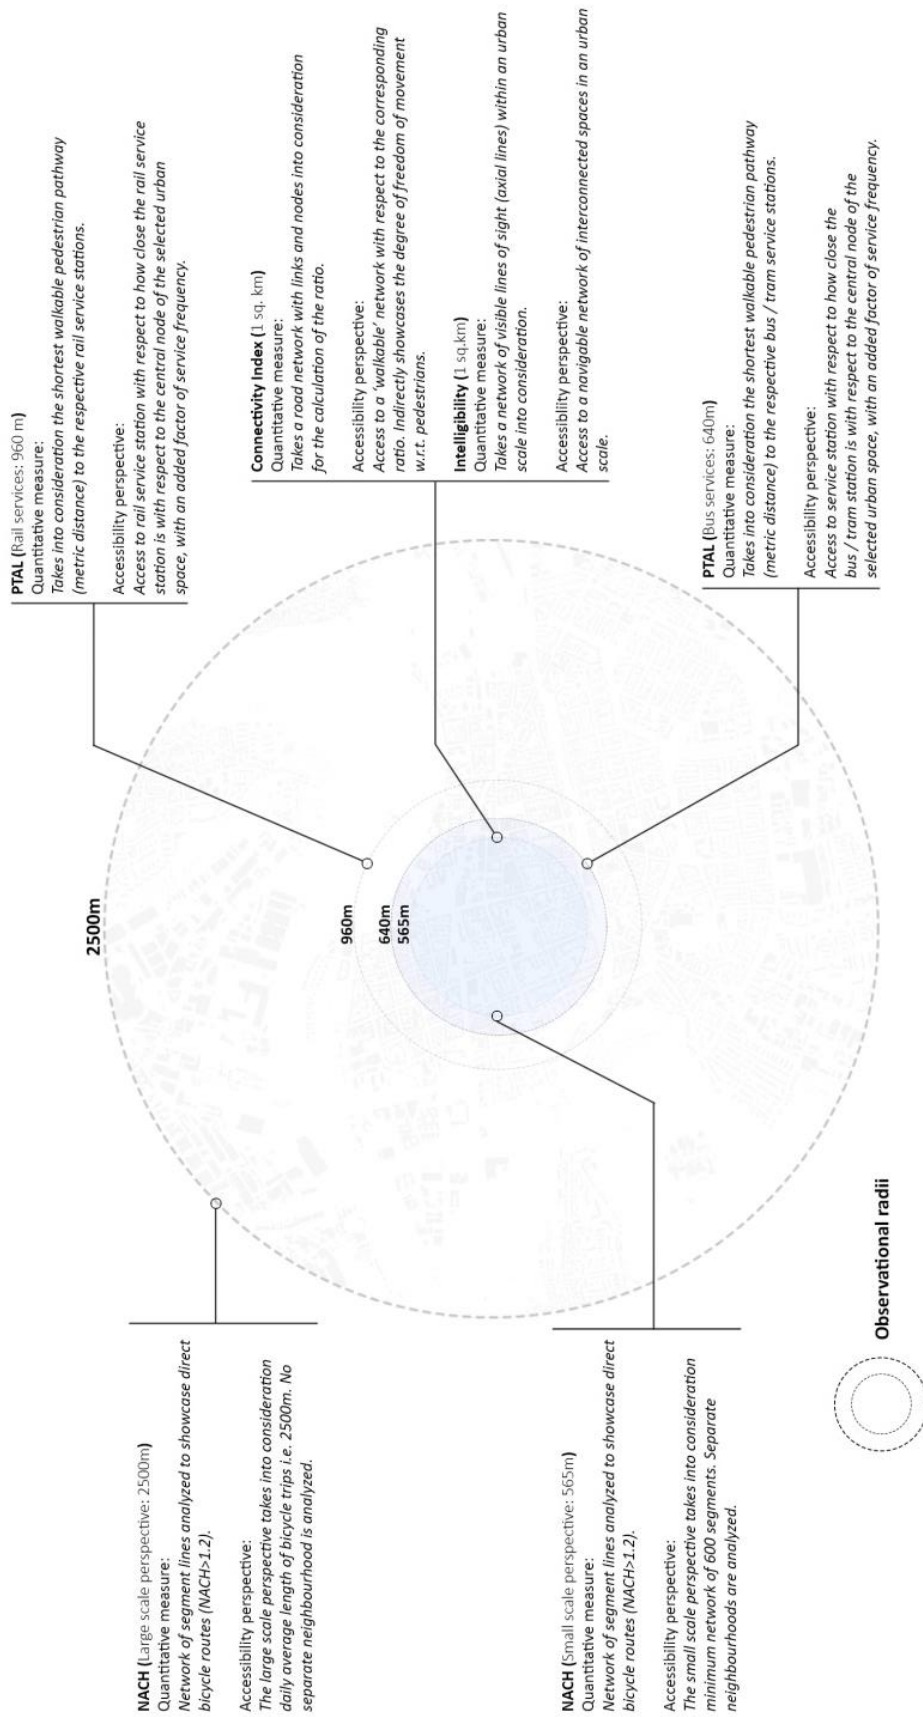 NACH (Large scale perspective: 2500m)
Quantitative measure:
Network of segment lines analyzed to showcase direct
bicycle routes (NACH>1.2).
Accessibility perspective:
The large scale perspective takes into consideration
daily average length of bicycle trips i.e. 2500m. No
separate neighbourhood is analyzed.
NACH (Small scale perspective: 565m)
Quantitative measure:
Network of segment lines analyzed to showcase direct
bicycle routes (NACH>1.2).
Accessibility perspective:
The small scale perspective takes into consideration
minimum network of 600 segments. Separate
neighbourhoods are analyzed.
Observational radii
2500m
960m
640m
565m
PTAL (Rail services: 960 m)
Quantitative measure:
Takes into consideration the shortest walkable pedestrian pathway
(metric distance) to the respective rail service stations.
Accessibility perspective:
Access to rail service station with respect to how close the rail service
station is with respect to the central node of the selected urban
space, with an added factor of service frequency.
Connectivity Index (1 sq. km)
Quantitative measure:
Takes a road network with links and nodes into consideration
for the calculation of the ratio.
Accessibility perspective:
Access to a ‘walkable’ network with respect to the corresponding
ratio. Indirectly showcases the degree of freedom of movement
w.r.t. pedestrians.
Intelligibility (1 sq.km)
Quantitative measure:
Takes a network of visible lines of sight (axial lines) within an urban
scale into consideration.
Accessibility perspective:
Access to a navigable network of interconnected spaces in an urban
scale.
PTAL (Bus services: 640m)
Quantitative measure:
Takes into consideration the shortest walkable pedestrian pathway
(metric distance) to the respective bus / tram service stations.
Accessibility perspective:
Access to service station with respect to how close the
bus / tram station is with respect to the central node of the
selected urban space, with an added factor of service frequency.